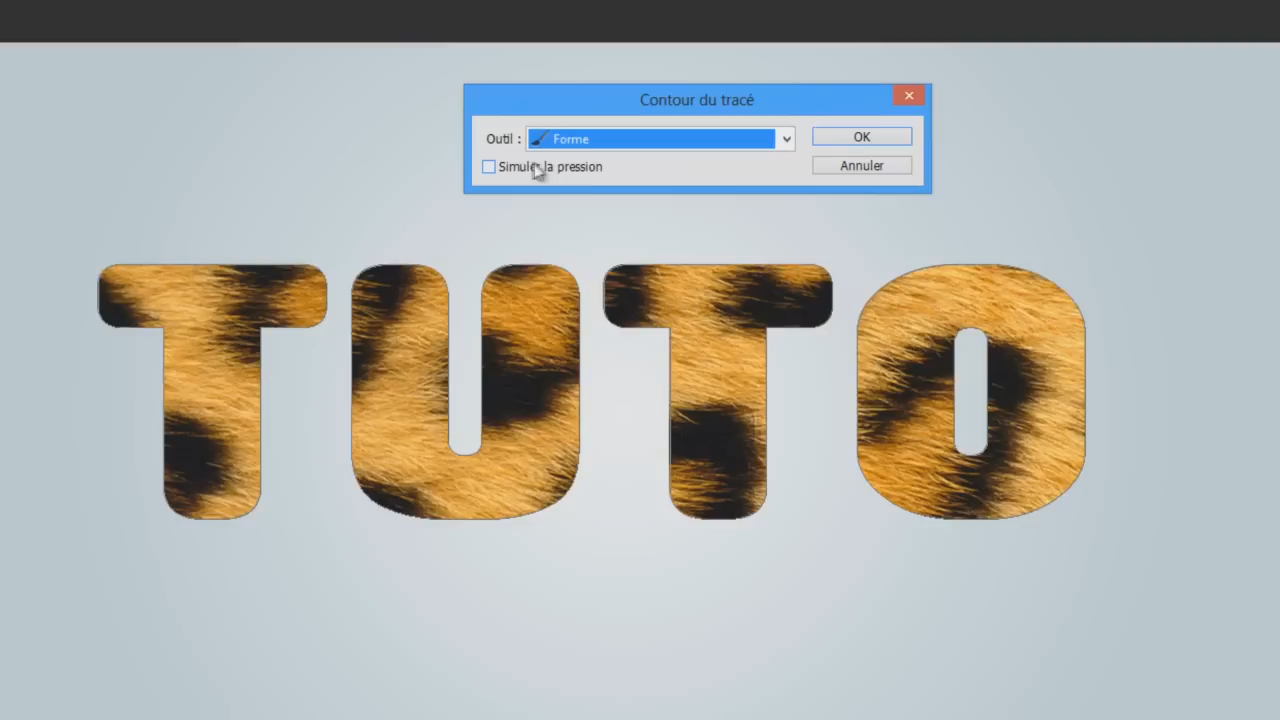 Contour du tracé
Outil : Forme OK
Simuler la pression Annuler
TUTO